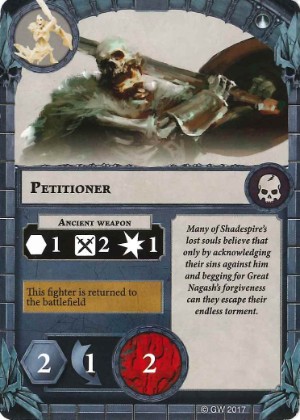 PETITIONER
ANCIENT WEAPON
1 2 1
Many of Shadespire's
lost souls believe that
only by acknowledging
their sins against him
and begging for Great
Nagash's forgiveness
can they escape their
endless torment.
This fighter is returned to
the battlefield
2 1 2
© GW 2017